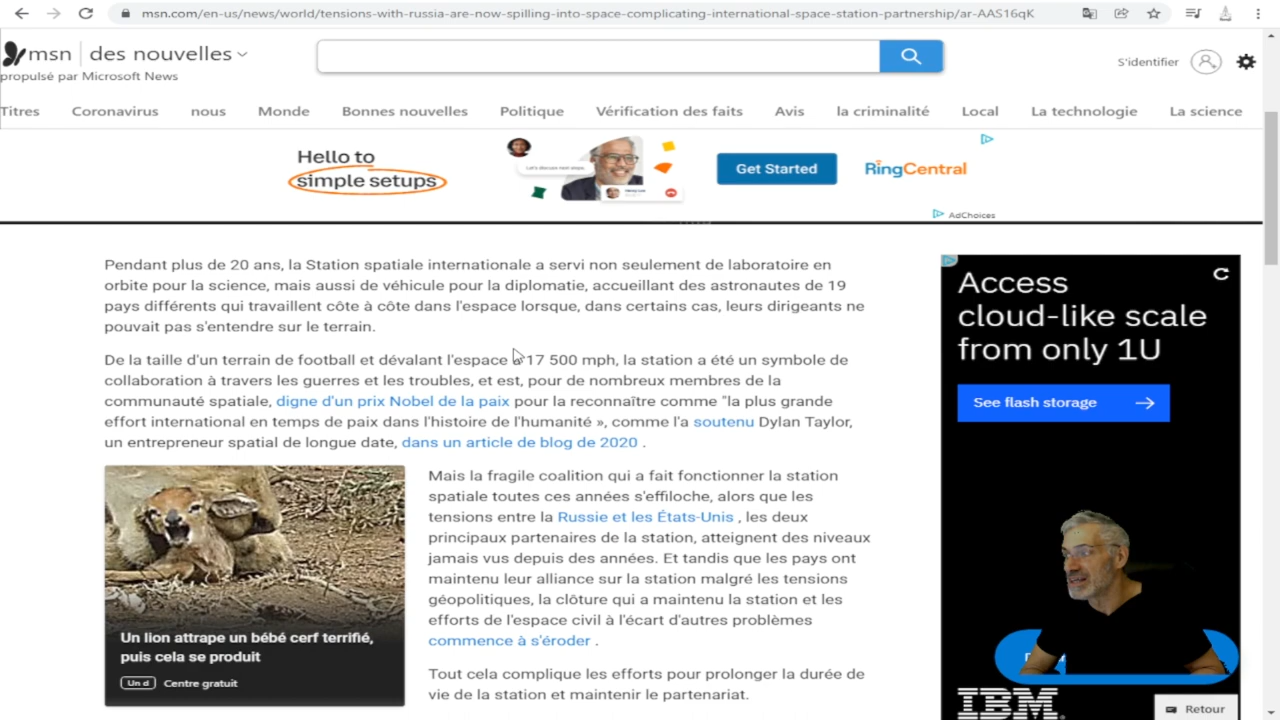 msn.com/en-us/news/world/tensions-with-russia-are-now-spilling-into-space-complicating-international-space-station-partnership/ar-AAS16qK
msn des nouvelles
propulsé par Microsoft News
S'identifier
Titres Coronavirus nous Monde Bonnes nouvelles Politique Vérification des faits Avis la criminalité Local La technologie La science
Hello to
simple setups
Let's discuss next steps.
Get Started
RingCentral
AdChoices
Pendant plus de 20 ans, la Station spatiale internationale a servi non seulement de laboratoire en
orbite pour la science, mais aussi de véhicule pour la diplomatie, accueillant des astronautes de 19
pays différents qui travaillent côte à côte dans l'espace lorsque, dans certains cas, leurs dirigeants ne
pouvait pas s'entendre sur le terrain.
De la taille d'un terrain de football et dévalant l'espace 17 500 mph, la station a été un symbole de
collaboration à travers les guerres et les troubles, et est, pour de nombreux membres de la
communauté spatiale, digne d'un prix Nobel de la paix pour la reconnaître comme "la plus grande
effort international en temps de paix dans l'histoire de l'humanité », comme l'a soutenu Dylan Taylor,
un entrepreneur spatial de longue date, dans un article de blog de 2020 .
Un lion attrape un bébé cerf terrifié,
puis cela se produit
Un d Centre gratuit
Mais la fragile coalition qui a fait fonctionner la station
spatiale toutes ces années s'effiloche, alors que les
tensions entre la Russie et les États-Unis , les deux
principaux partenaires de la station, atteignent des niveaux
jamais vus depuis des années. Et tandis que les pays ont
maintenu leur alliance sur la station malgré les tensions
géopolitiques, la clôture qui a maintenu la station et les
efforts de l'espace civil à l'écart d'autres problèmes
commence à s'éroder .
Tout cela complique les efforts pour prolonger la durée de
vie de la station et maintenir le partenariat.
Access
cloud-like scale
from only 1U
See flash storage
IBM
Retour